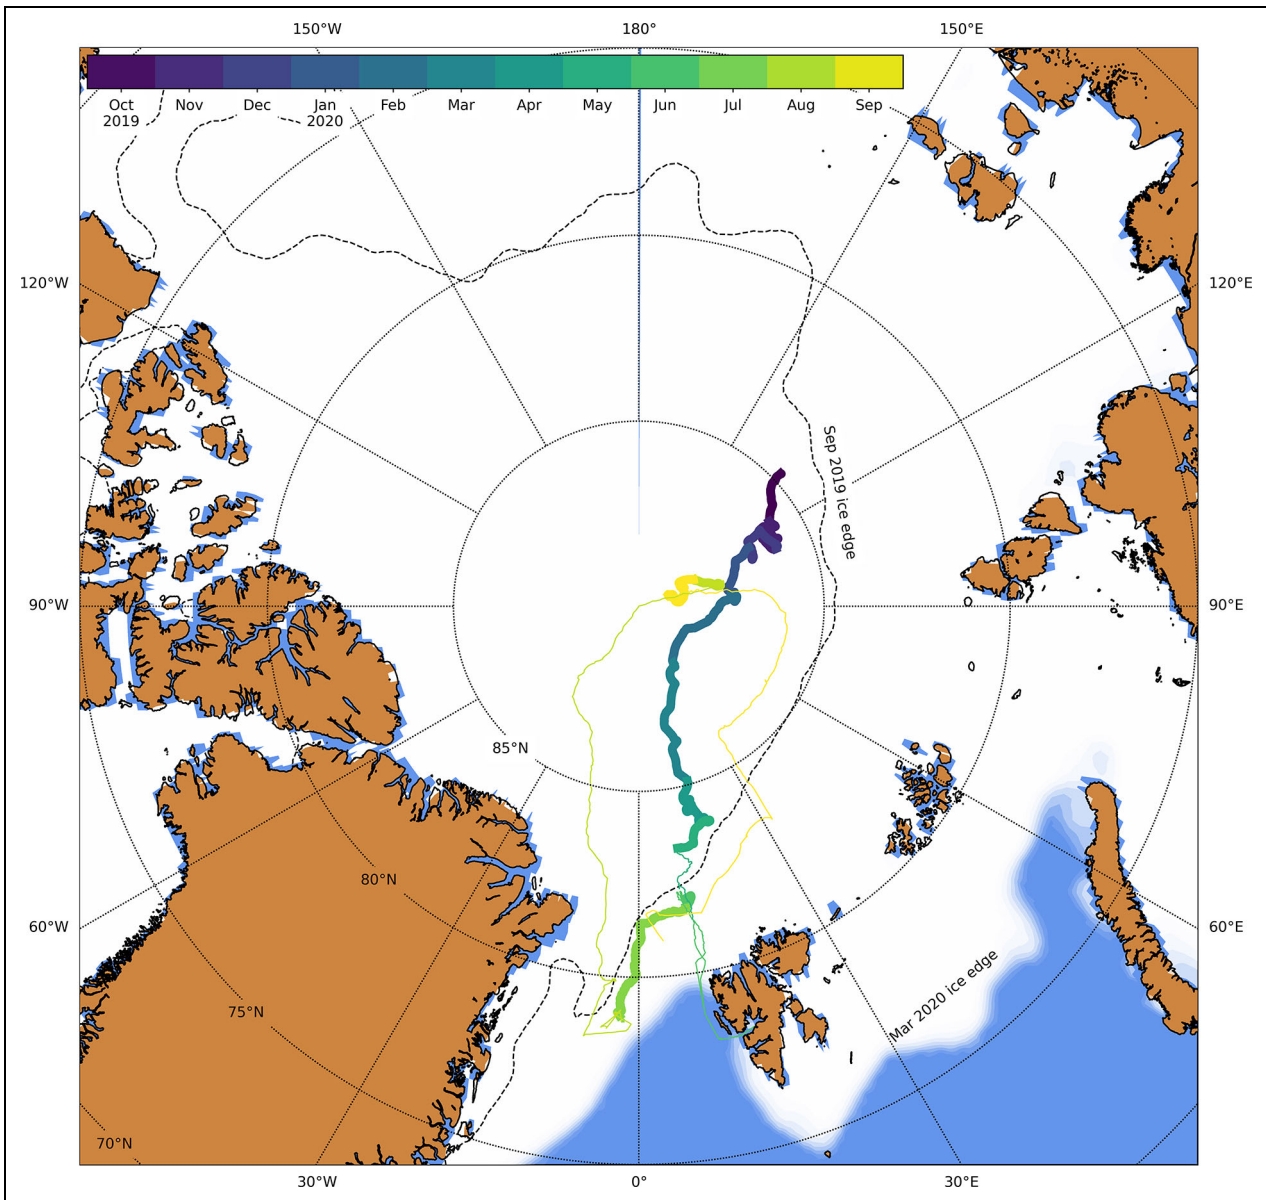 150°W 180° 150°E
Oct Nov Dec Jan Feb Mar Apr May Jun Jul Aug Sep
2019 2020
120°W 120°E
Sep 2019 ice edge
90°W 90°E
85°N
80°N
60°W 60°E
Mar 2020 ice edge
75°N
70°N
30°W 0° 30°E